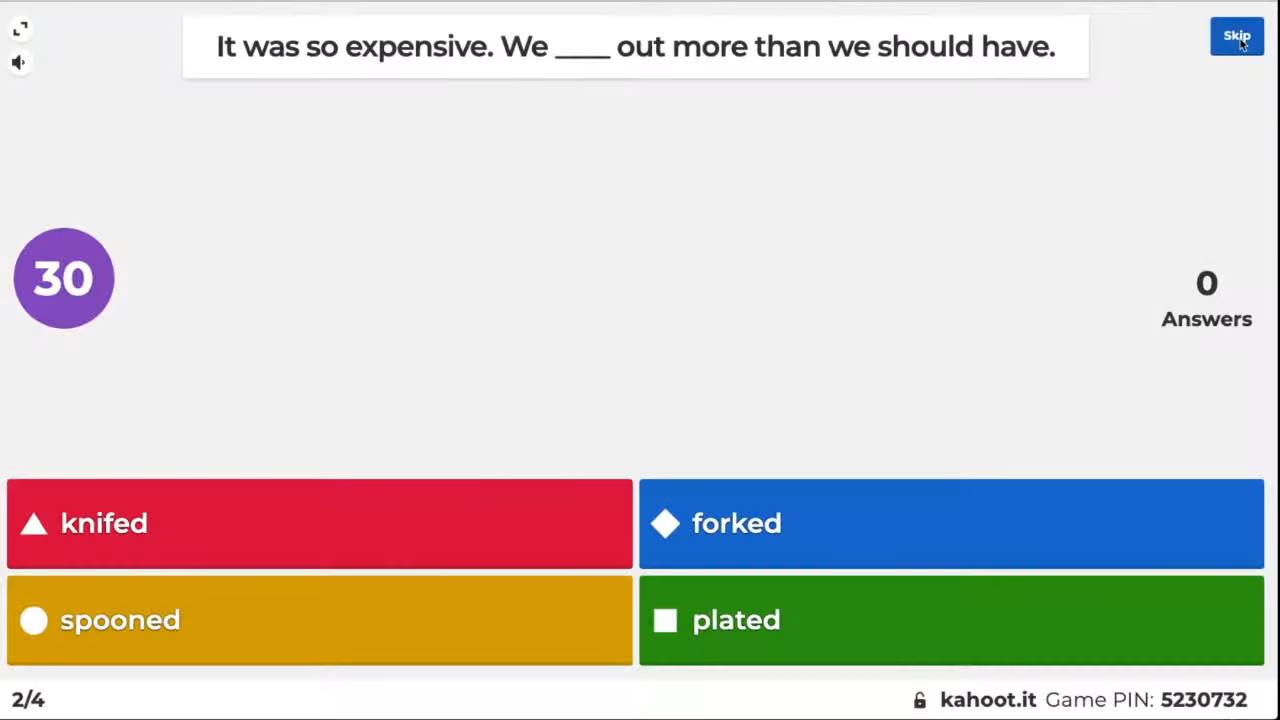 It was so expensive. We ____ out more than we should have.
Skip
30
0
Answers
knifed
forked
spooned
plated
2/4
kahoot.it Game PIN: 5230732